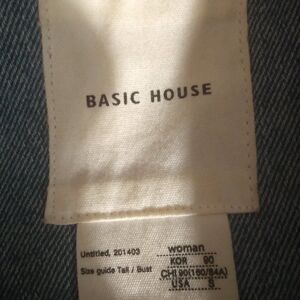 BASIC HOUSE
Untitled, 201403
Size guide Tall / Bust
woman
KOR 90
CHI 90(160/84A)
USA S